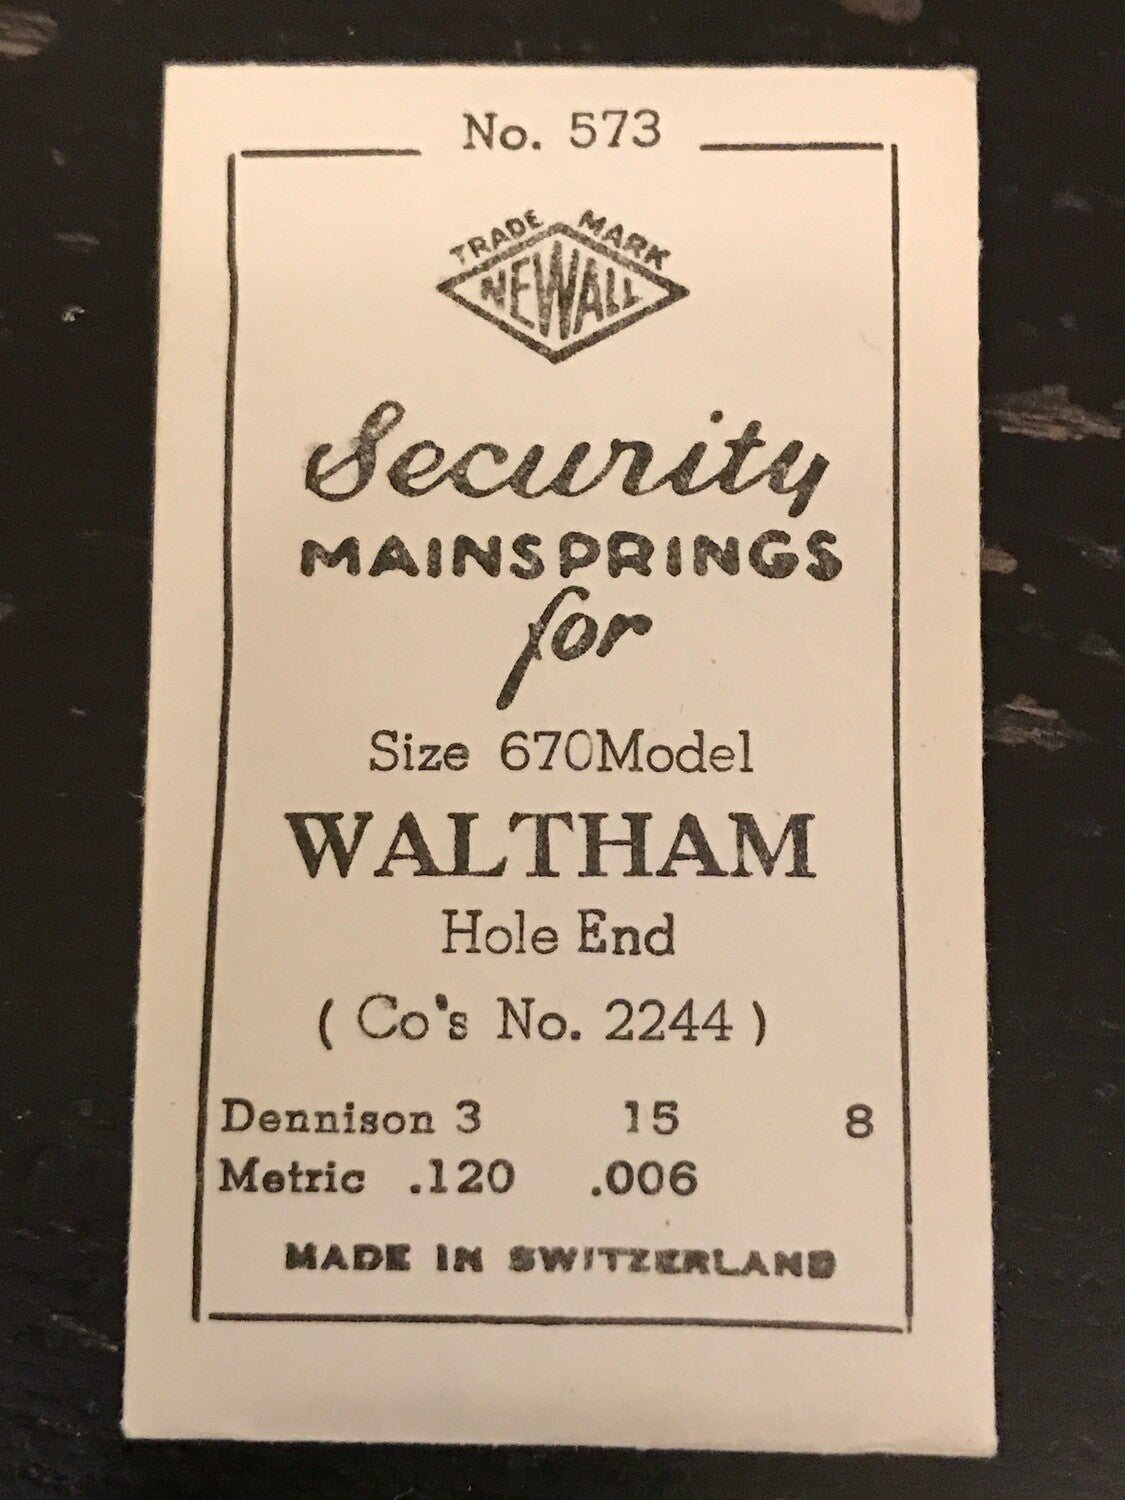 No. 573
TRADE MARK
NEWALL
Security
MAINSPRINGS
for
Size 670Model
WALTHAM
Hole End
( Co's No. 2244 )
Dennison 3 15 8
Metric .120 .006
MADE IN SWITZERLAND